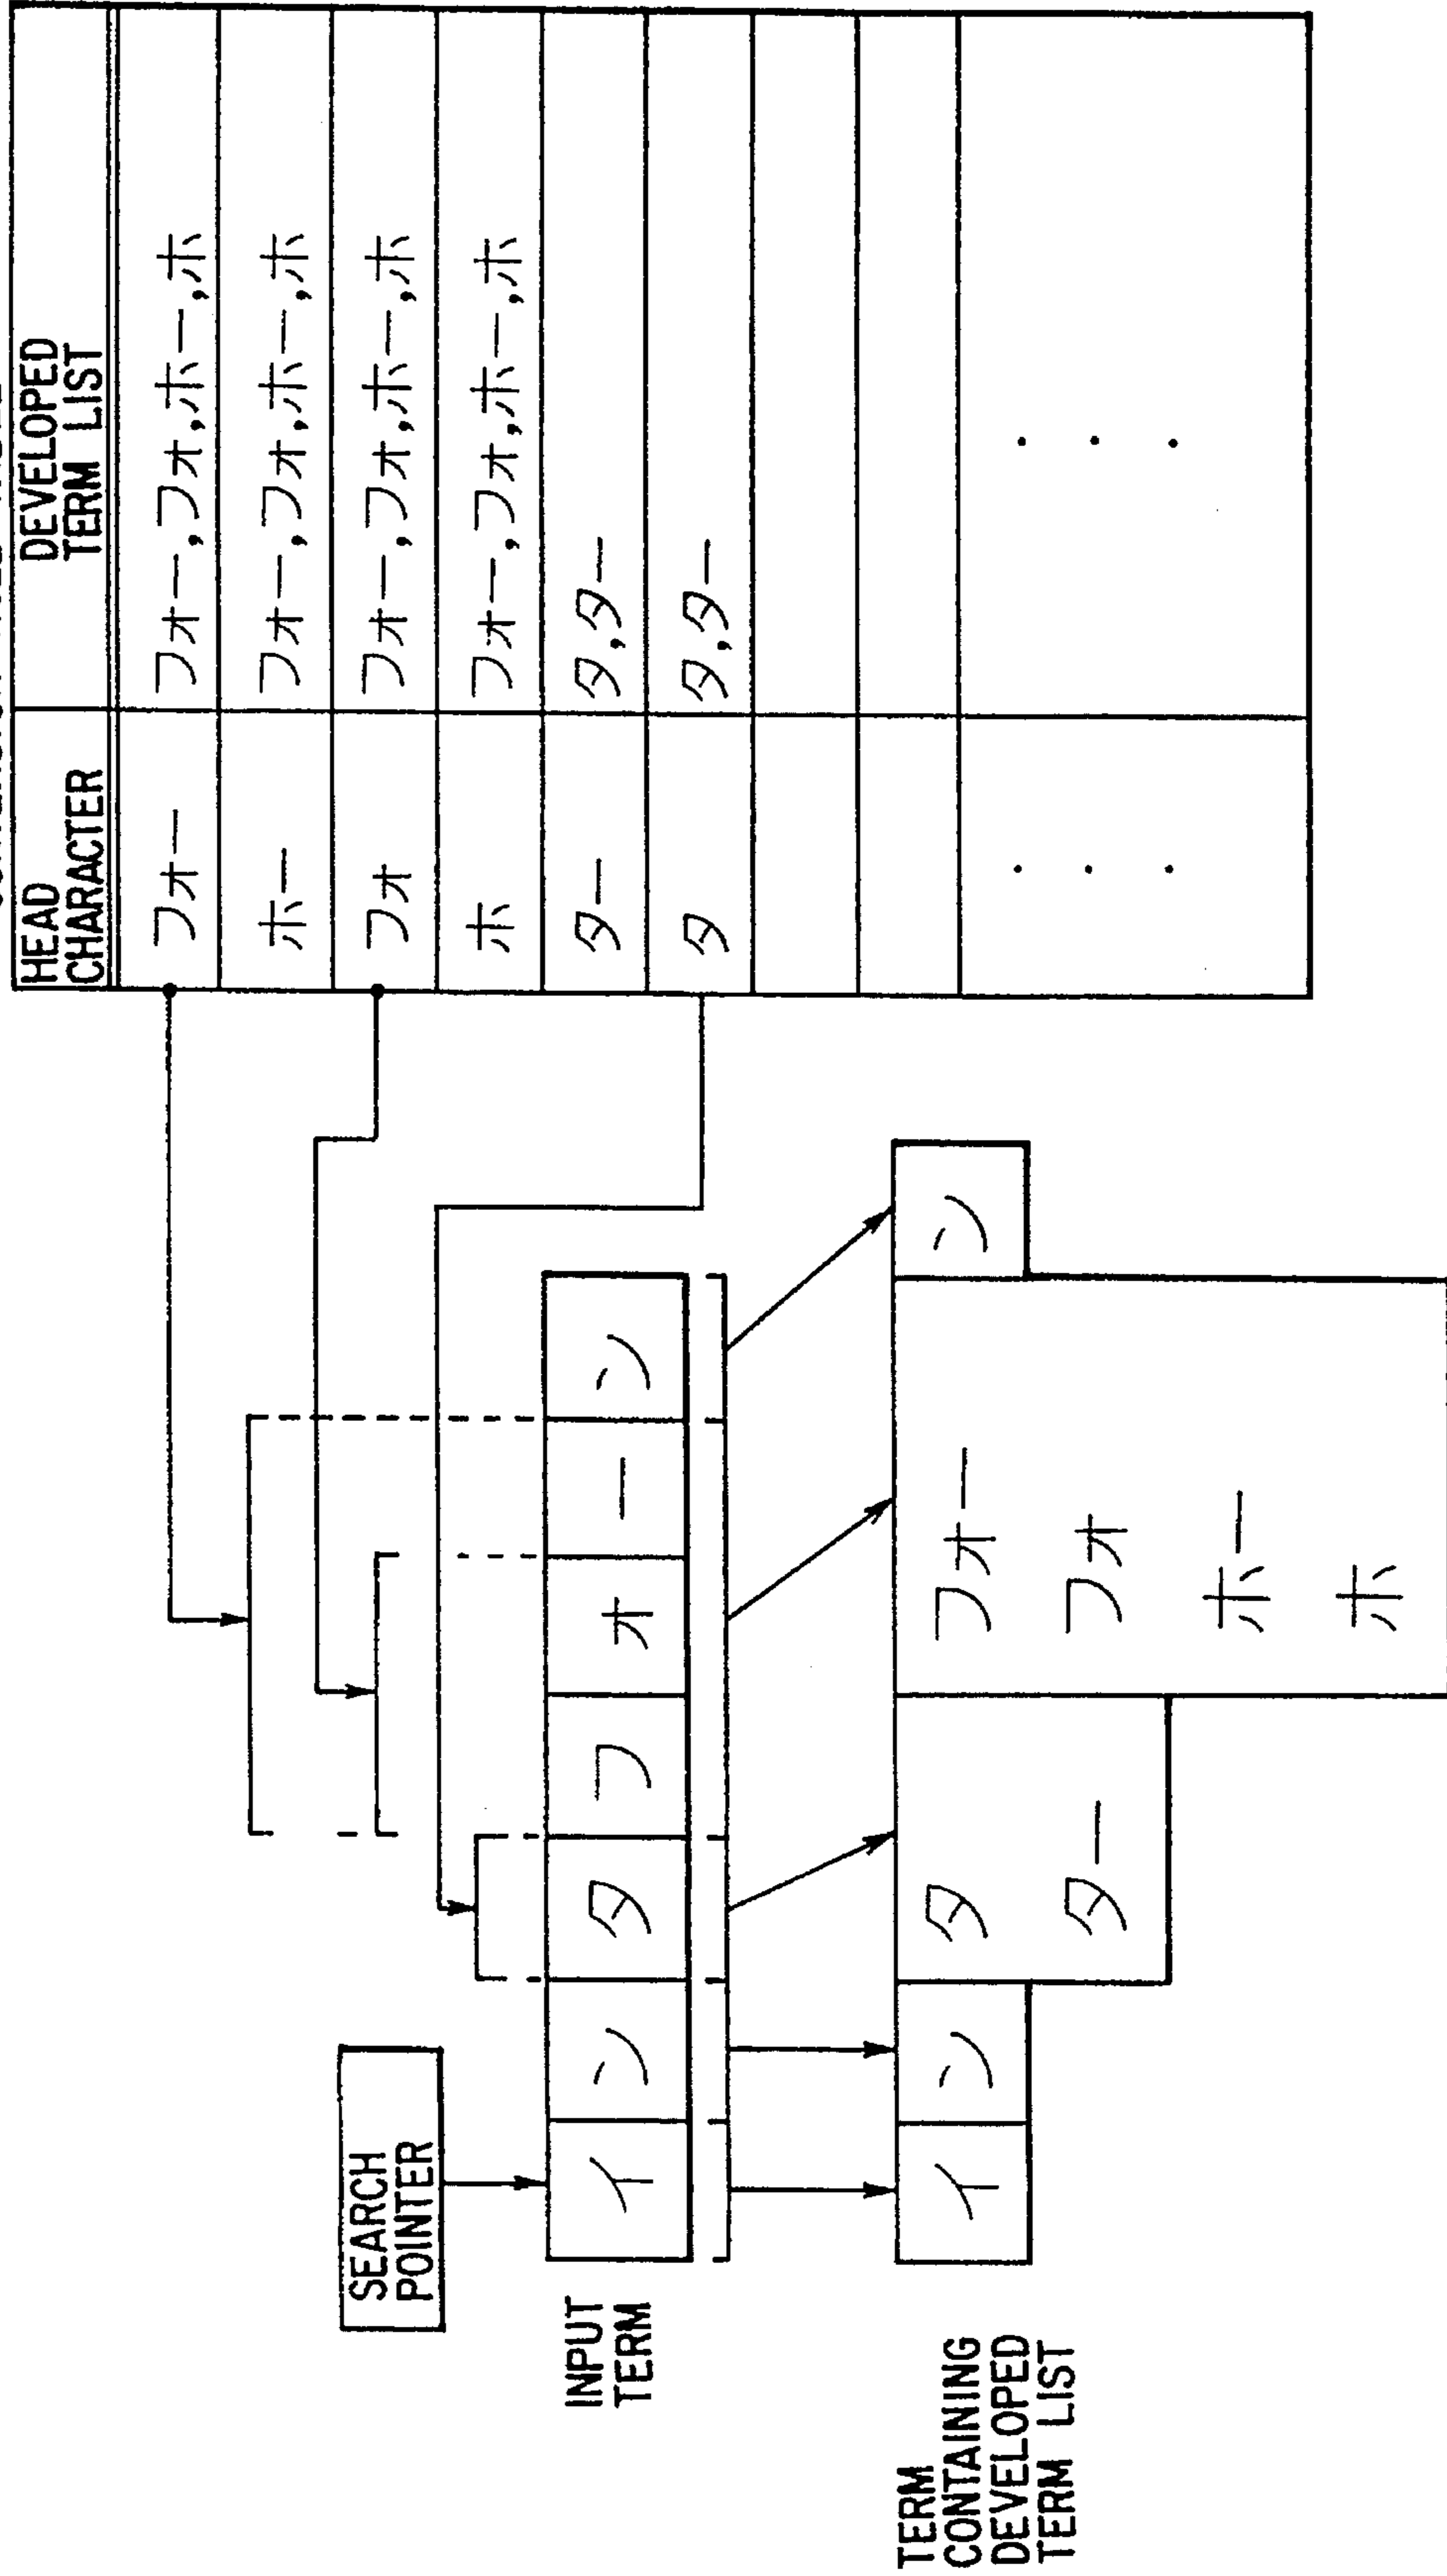 HEAD
CHARACTER
DEVELOPED
TERM LIST
フォー
フォー,フォ,ホー,ホ
ホー
フォー,フォ,ホー,ホ
フォ
フォー,フォ,ホー,ホ
ホ
フォー,フォ,ホー,ホ
ター
タ,ター
タ
タ,ター
SEARCH
POINTER
INPUT
TERM
イ ン タ フ ォ ー ン
TERM
CONTAINING
DEVELOPED
TERM LIST
イ ン タ フォー ン
ター フォ
ホー
ホ